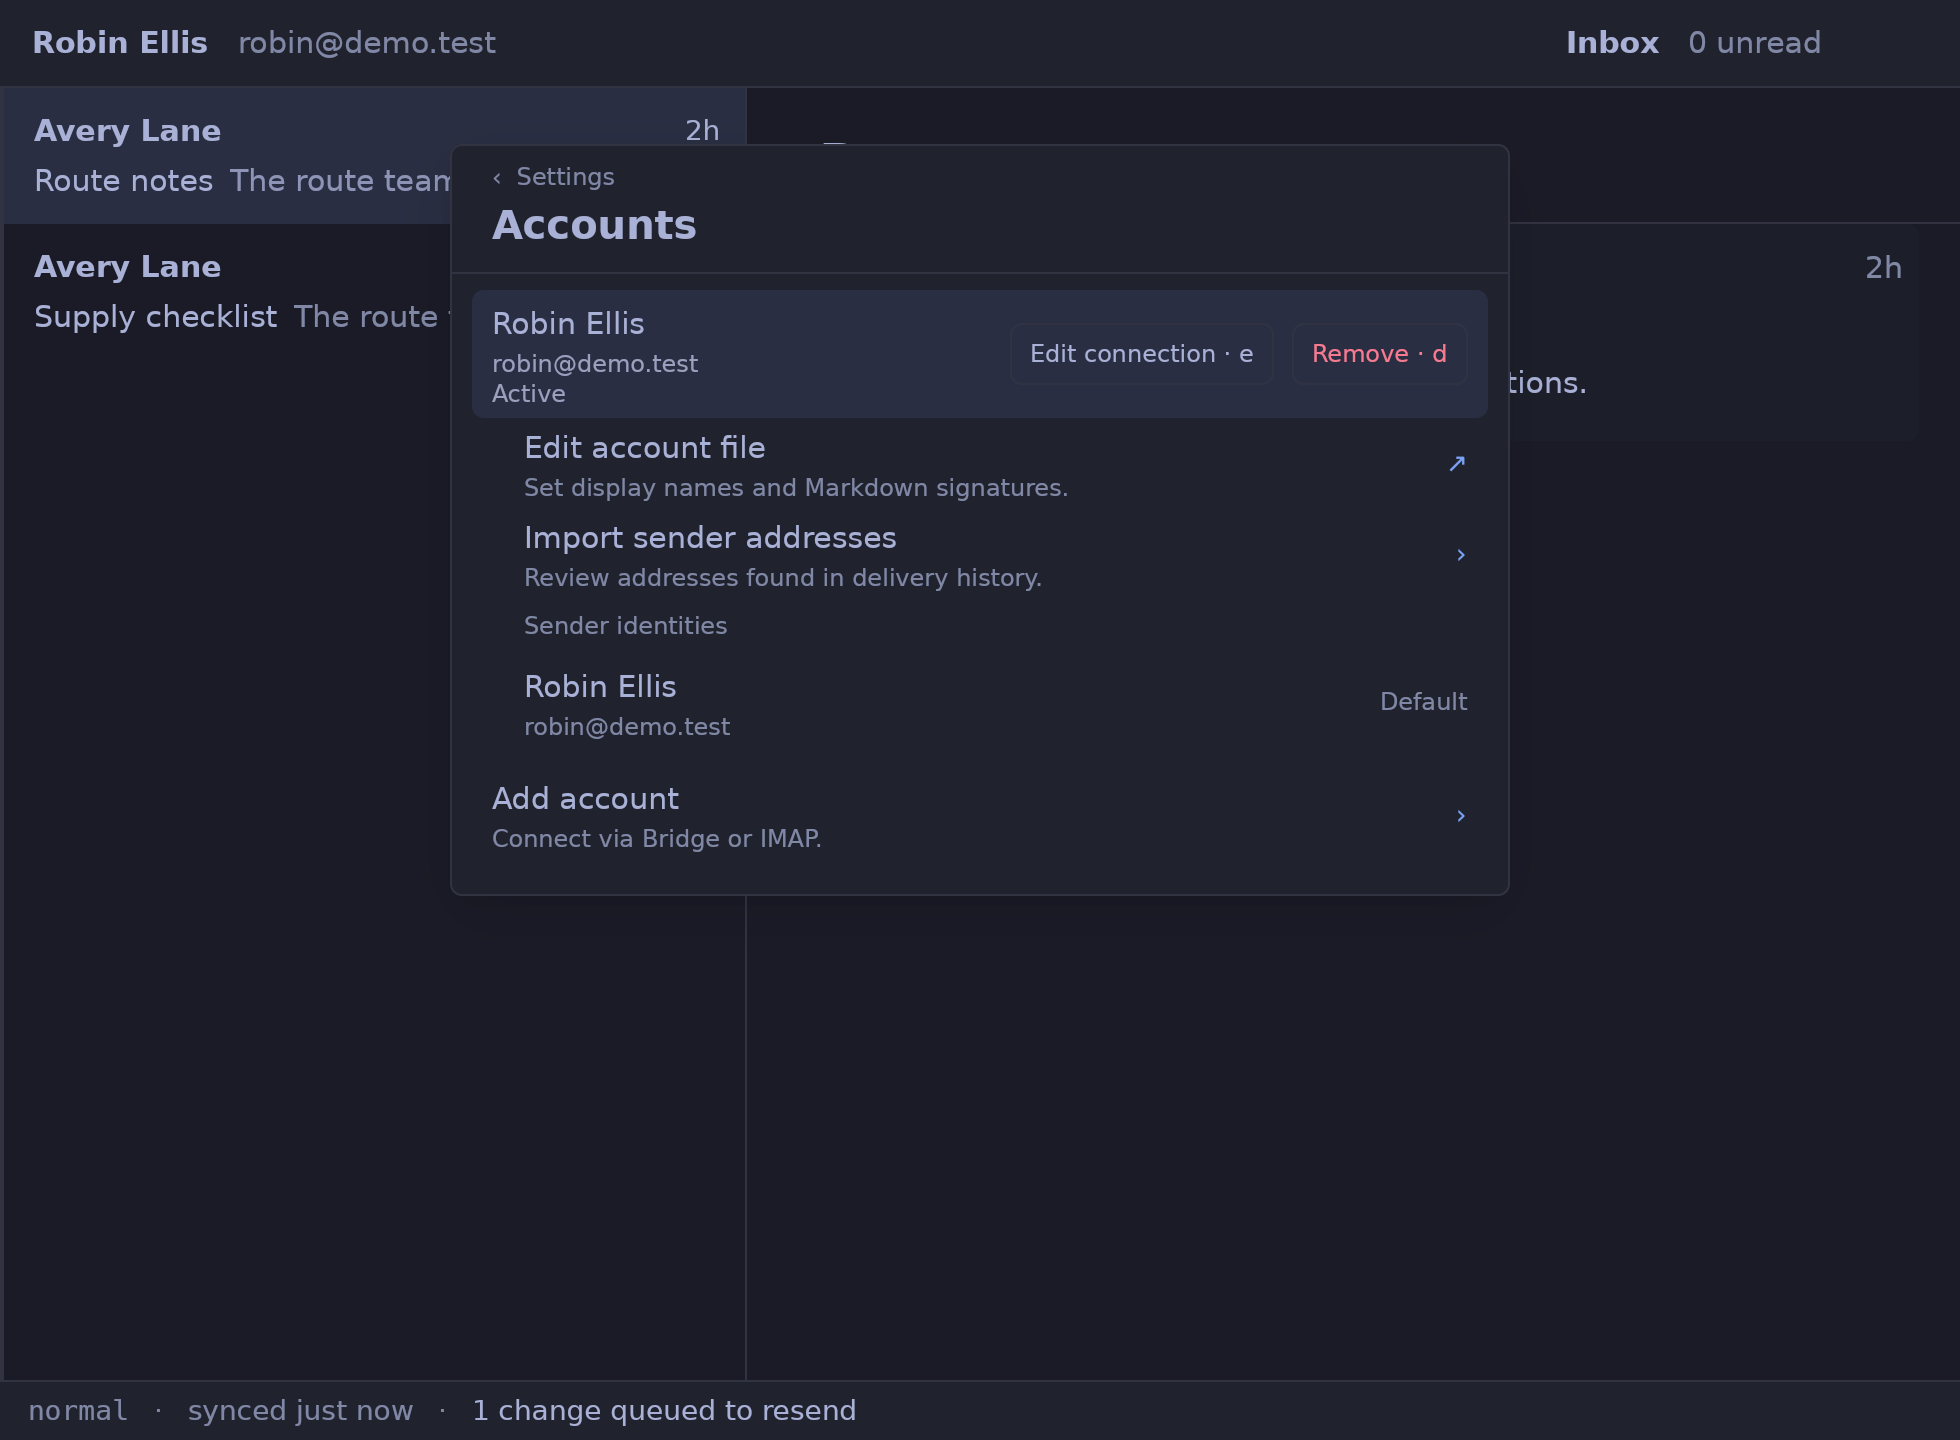 Robin Ellis robin@demo.test
Inbox 0 unread
Avery Lane 2h
Route notes The route team
Avery Lane
Supply checklist The route
‹ Settings
Accounts
Robin Ellis
robin@demo.test
Active
Edit connection · e
Remove · d
Edit account file
Set display names and Markdown signatures.
↗
Import sender addresses
Review addresses found in delivery history.
›
Sender identities
Robin Ellis
robin@demo.test
Default
Add account
Connect via Bridge or IMAP.
›
2h
tions.
normal · synced just now · 1 change queued to resend